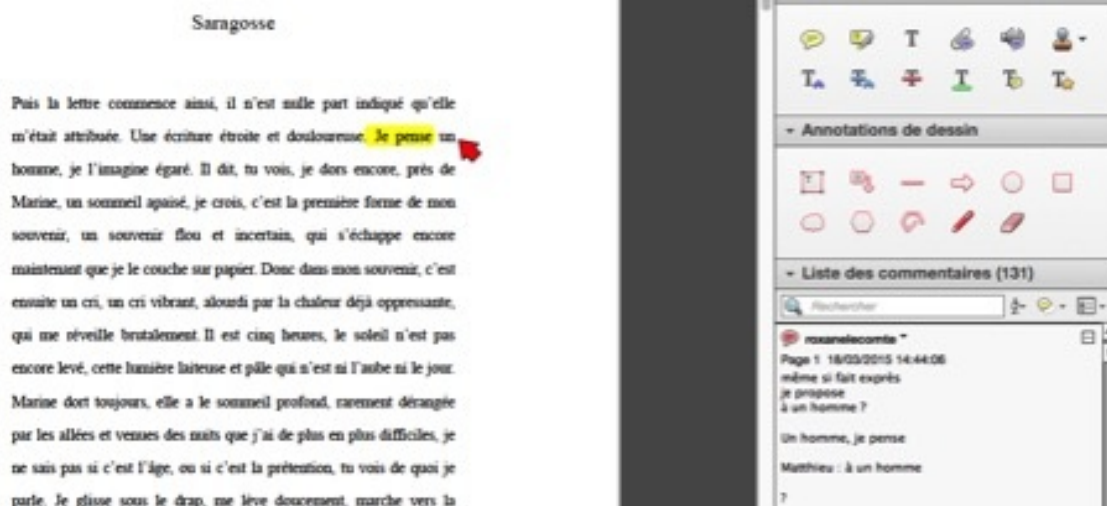 Saragosse
Puis la lettre commence ainsi, il n'est nulle part indiqué qu'elle
m'était attribuée. Une écriture étroite et douloureuse. Je pense un
homme, je l'imagine égaré. Il dit, tu vois, je dors encore, près de
Marine, un sommeil apaisé, je crois, c'est la première forme de mon
souvenir, un souvenir flou et incertain, qui s'échappe encore
maintenant que je le couche sur papier. Donc dans mon souvenir, c'est
ensuite un cri, un cri vibrant, alourdi par la chaleur déjà oppressante,
qui me réveille brutalement. Il est cinq heures, le soleil n'est pas
encore levé, cette lumière laiteuse et pâle qui n'est ni l'aube ni le jour.
Marine dort toujours, elle a le sommeil profond, rarement dérangée
par les allées et venues des nuits que j'ai de plus en plus difficiles, je
ne sais pas si c'est l'âge, ou si c'est la prétention, tu vois de quoi je
parle. Je glisse sous le drap, me lève doucement, marche vers la
Annotations de dessin
Liste des commentaires (131)
Rechercher
roxanelecomte
Page 1 18/03/2015 14:44:06
même si fait exprès
je propose
à un homme ?
Un homme, je pense
Matthieu : à un homme
?